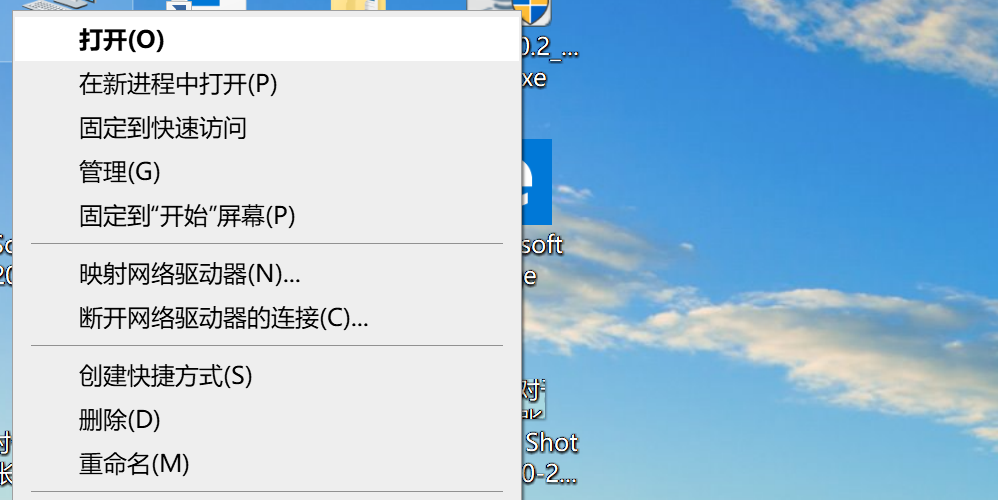 打开(O)
0.2_...
xe
在新进程中打开(P)
固定到快速访问
管理(G)
固定到“开始”屏幕(P)
soft
e
映射网络驱动器(N)...
断开网络驱动器的连接(C)...
创建快捷方式(S)
对
删除(D)
Shot
0-2...
重命名(M)